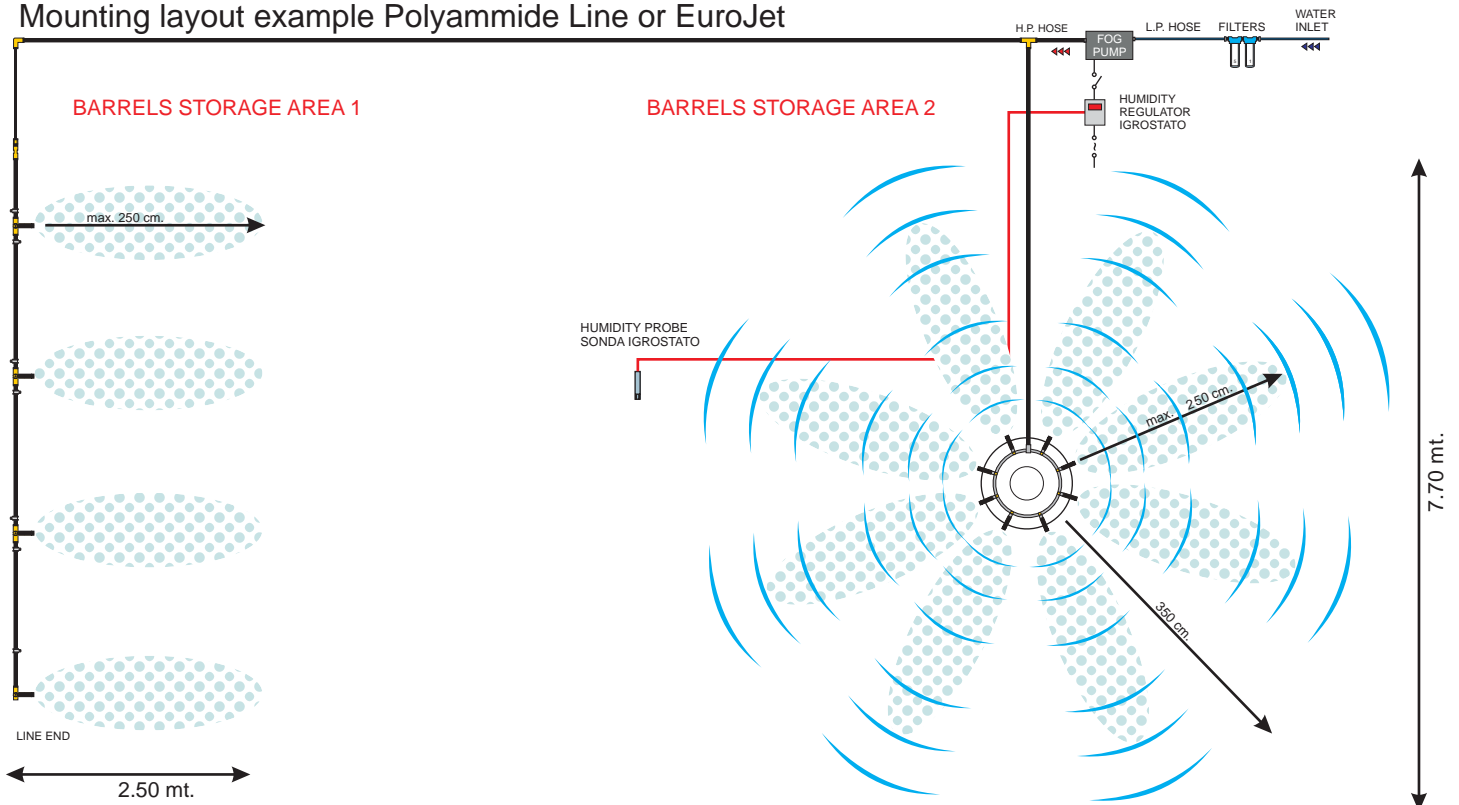 Mounting layout example Polyammide Line or EuroJet
H.P. HOSE
FOG
PUMP
L.P. HOSE
FILTERS
WATER
INLET
BARRELS STORAGE AREA 1
BARRELS STORAGE AREA 2
HUMIDITY
REGULATOR
IGROSTATO
max. 250 cm.
HUMIDITY PROBE
SONDA IGROSTATO
max. 250 cm.
7.70 mt.
350 cm.
LINE END
2.50 mt.